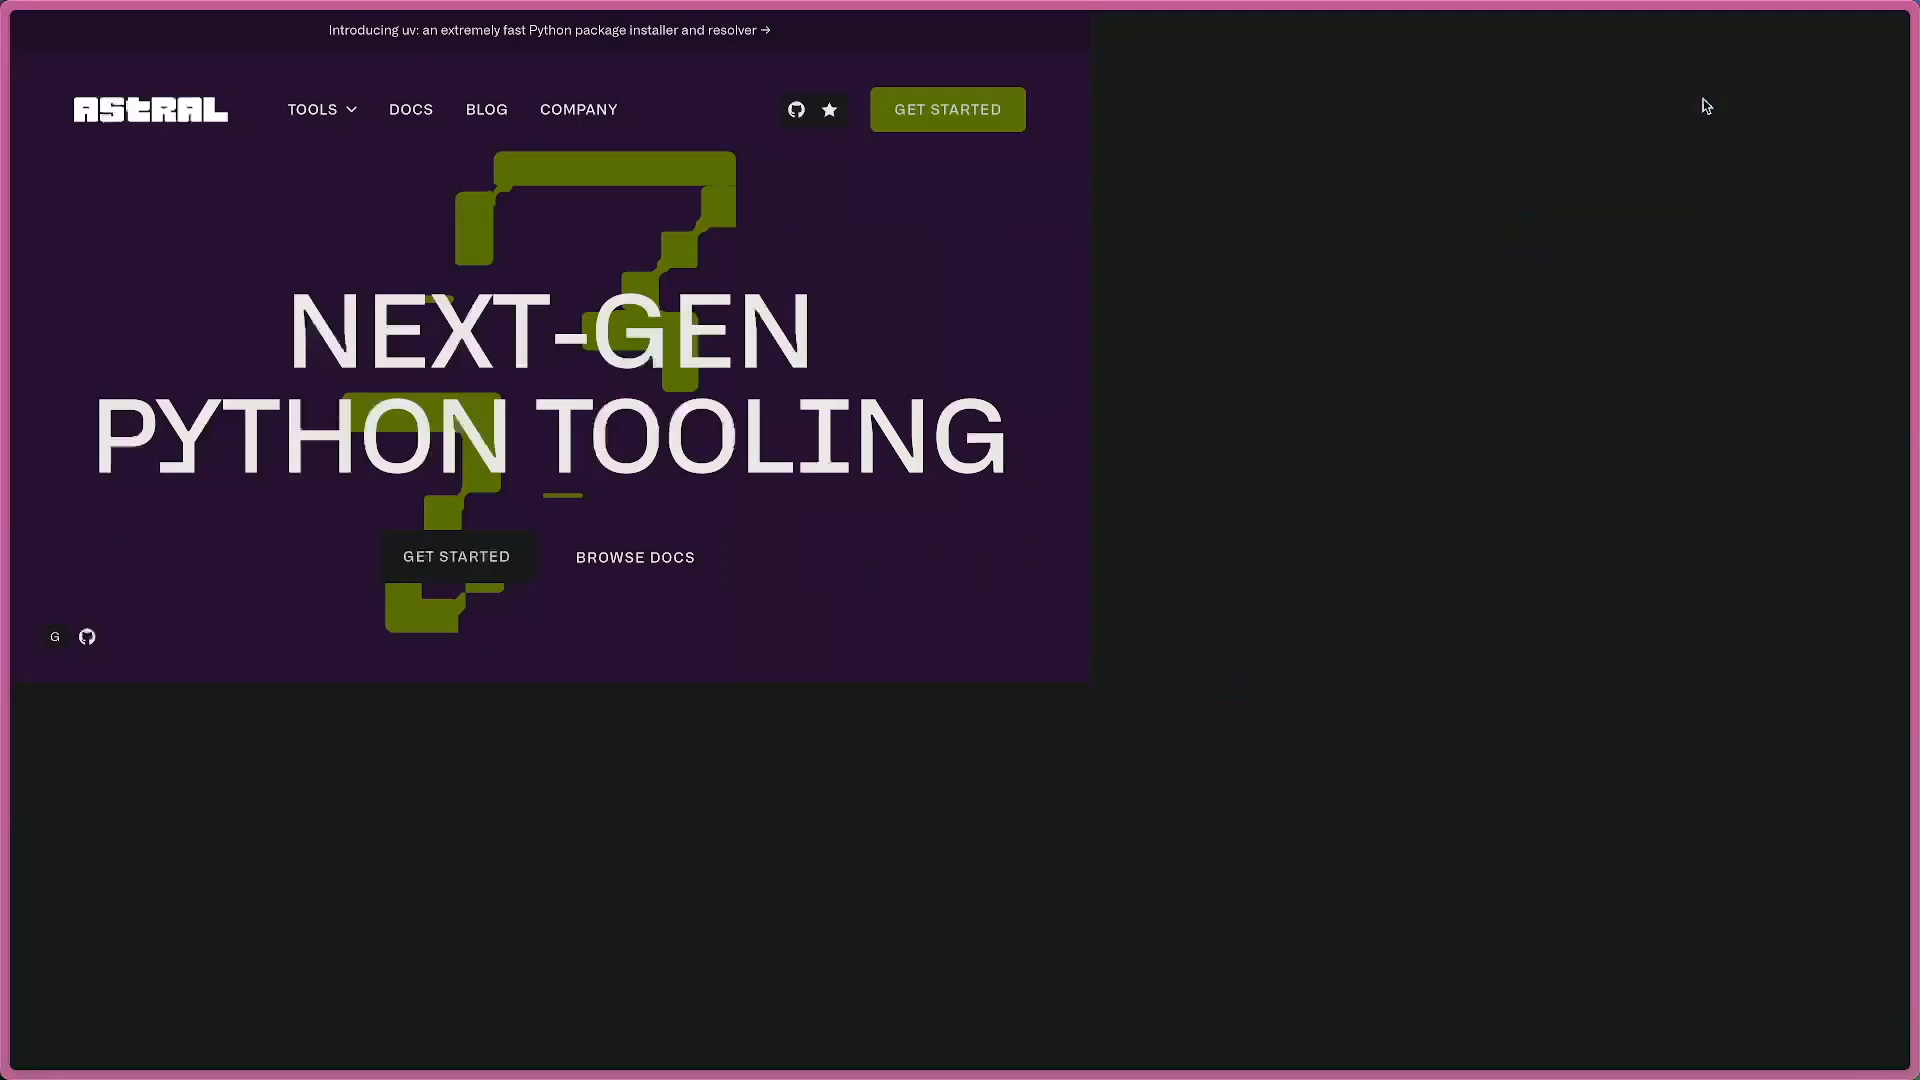 Introducing uv: an extremely fast Python package installer and resolver →
ASTRAL
TOOLS
DOCS
BLOG
COMPANY
GET STARTED
NEXT-GEN
PYTHON TOOLING
GET STARTED
BROWSE DOCS
G